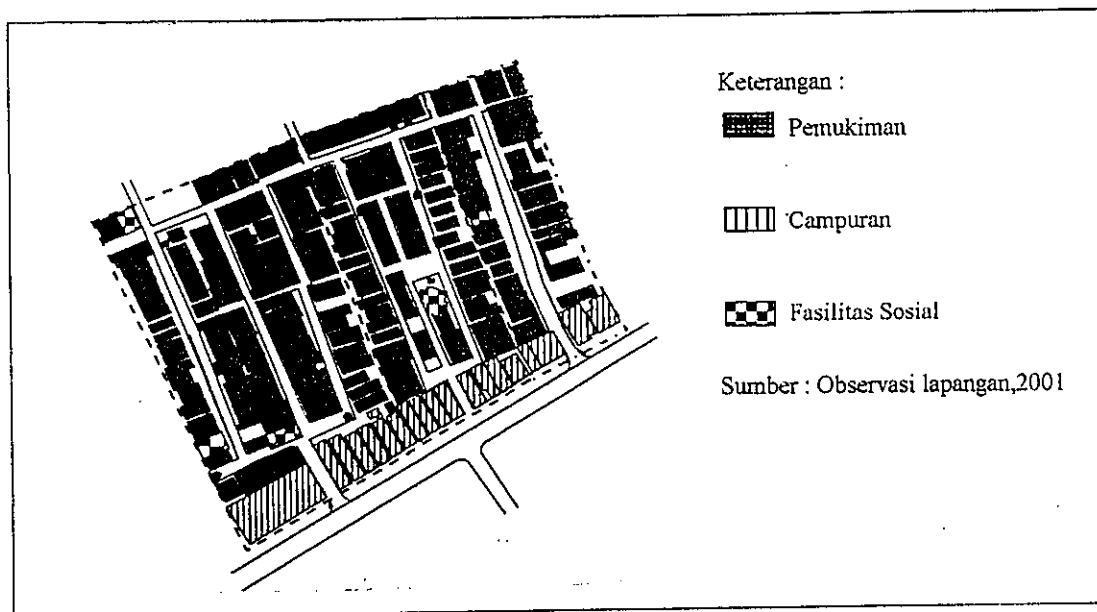 Keterangan :
Pemukiman
Campuran
Fasilitas Sosial
Sumber : Observasi lapangan,2001